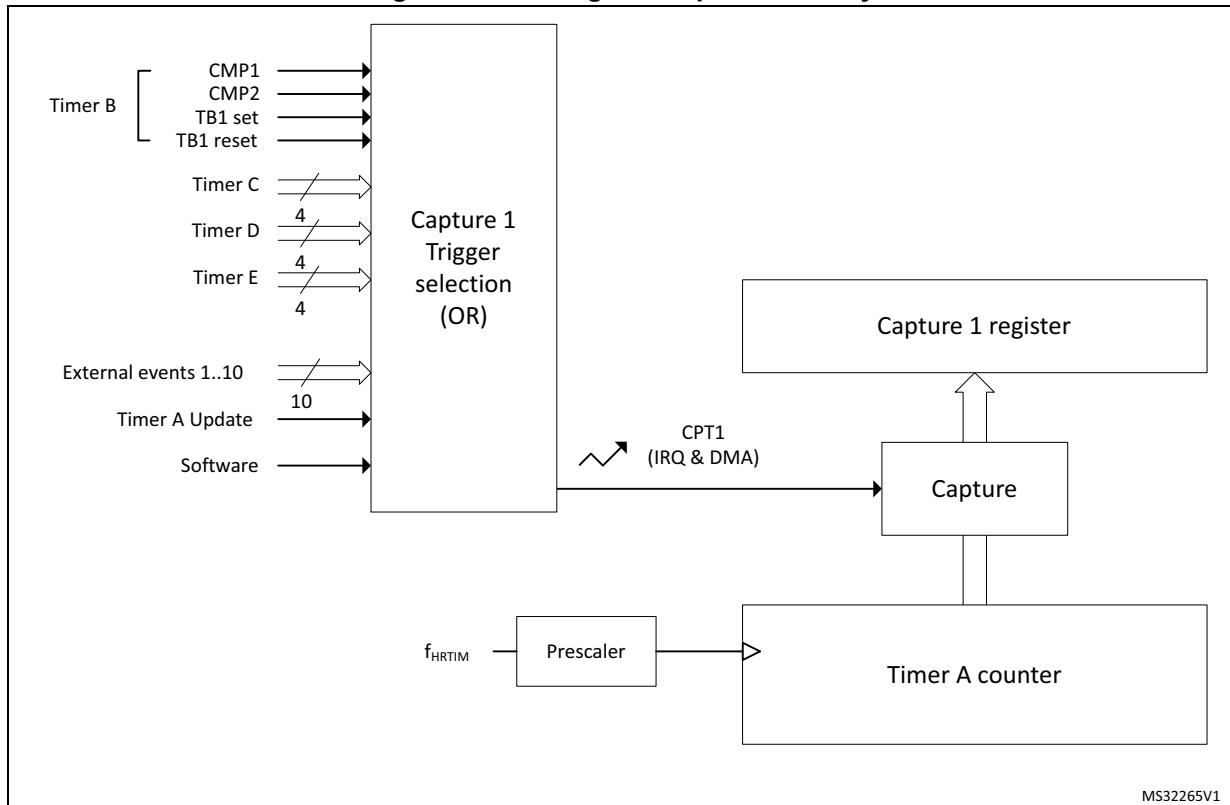 CMP1
CMP2
Timer B
TB1 set
TB1 reset
Timer C
4
Timer D
4
Timer E
4
Capture 1
Trigger
selection
(OR)
Capture 1 register
External events 1..10
10
Timer A Update
Software
CPT1
(IRQ & DMA)
Capture
fHRTIM
Prescaler
Timer A counter
MS32265V1